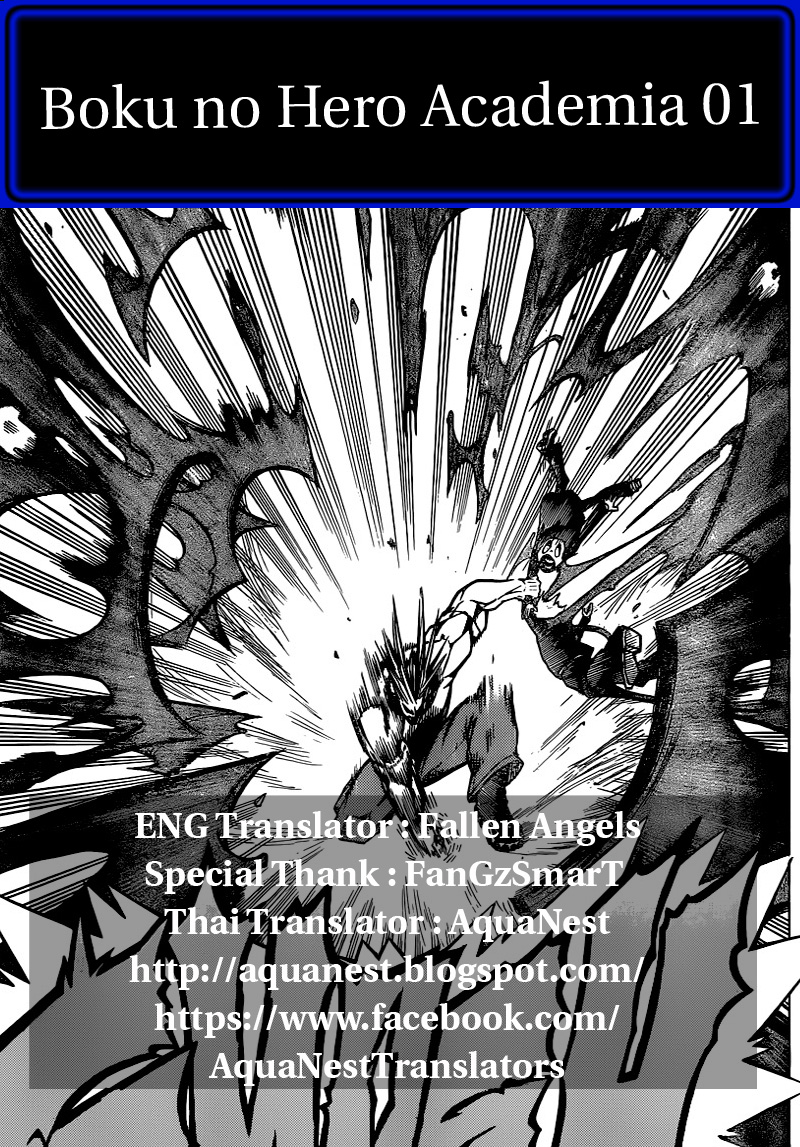 Boku no Hero Academia 01
ENG Translator : Fallen Angels
Special Thank : FanGzSmarT
Thai Translator : AquaNest
http://aquanest.blogspot.com/
https://www.facebook.com/
AquaNestTranslators